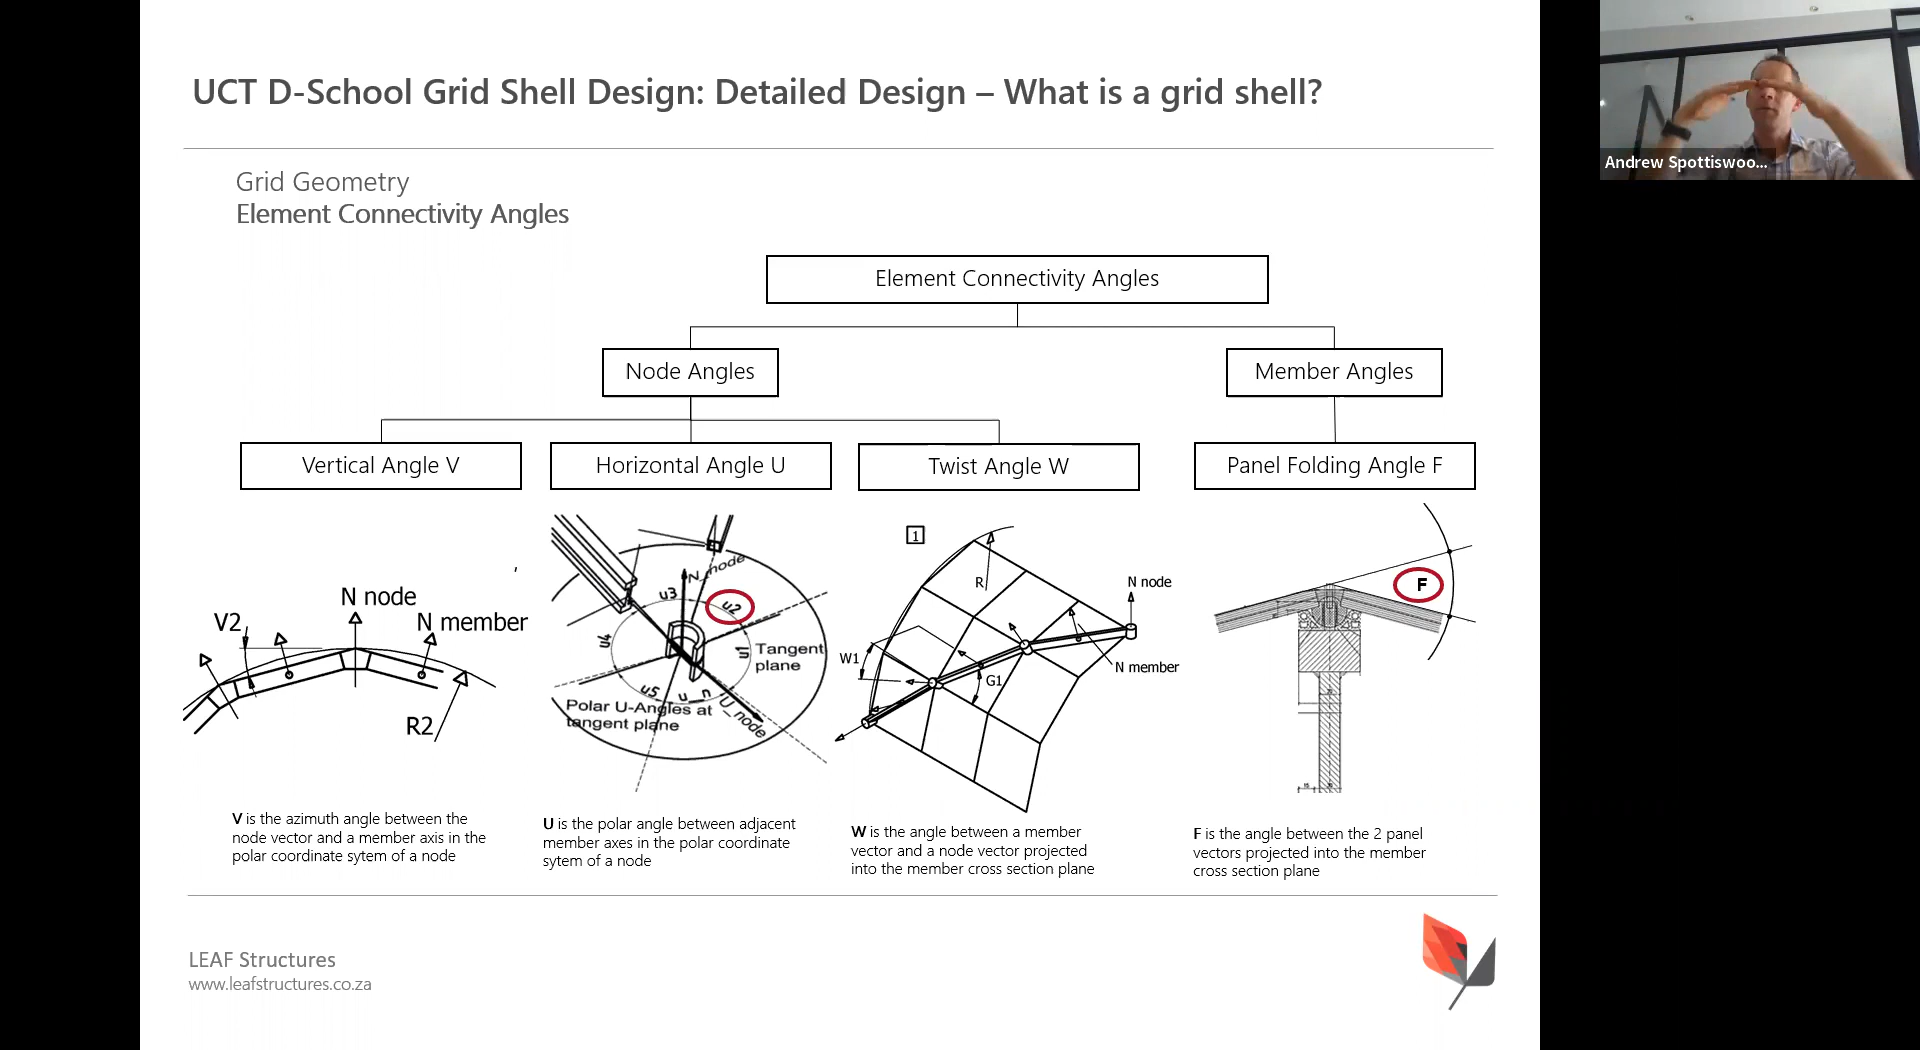 UCT D-School Grid Shell Design: Detailed Design – What is a grid shell?
Andrew Spottiswoo...
Grid Geometry
Element Connectivity Angles
Element Connectivity Angles
Node Angles
Member Angles
Vertical Angle V
Horizontal Angle U
Twist Angle W
Panel Folding Angle F
V2
N node
N member
R2
N_node
u3
u2
u4
u1
Tangent
plane
u5
u_n
U_node
Polar U-Angles at
tangent plane
1
R
N node
W1
G1
N member
F
V is the azimuth angle between the
node vector and a member axis in the
polar coordinate sytem of a node
U is the polar angle between adjacent
member axes in the polar coordinate
sytem of a node
W is the angle between a member
vector and a node vector projected
into the member cross section plane
F is the angle between the 2 panel
vectors projected into the member
cross section plane
LEAF Structures
www.leafstructures.co.za